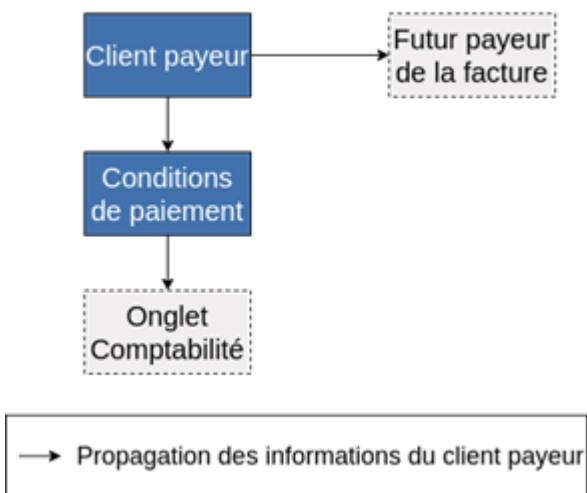 Client payeur
Futur payeur
de la facture
Conditions
de paiement
Onglet
Comptabilité
Propagation des informations du client payeur